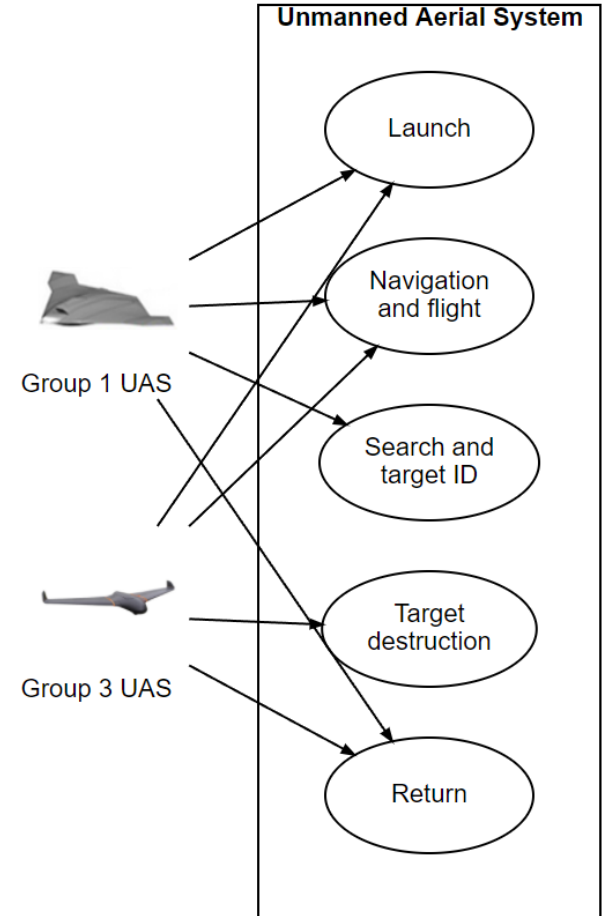 Unmanned Aerial System
Launch
Navigation
and flight
Group 1 UAS
Search and
target ID
Target
destruction
Group 3 UAS
Return